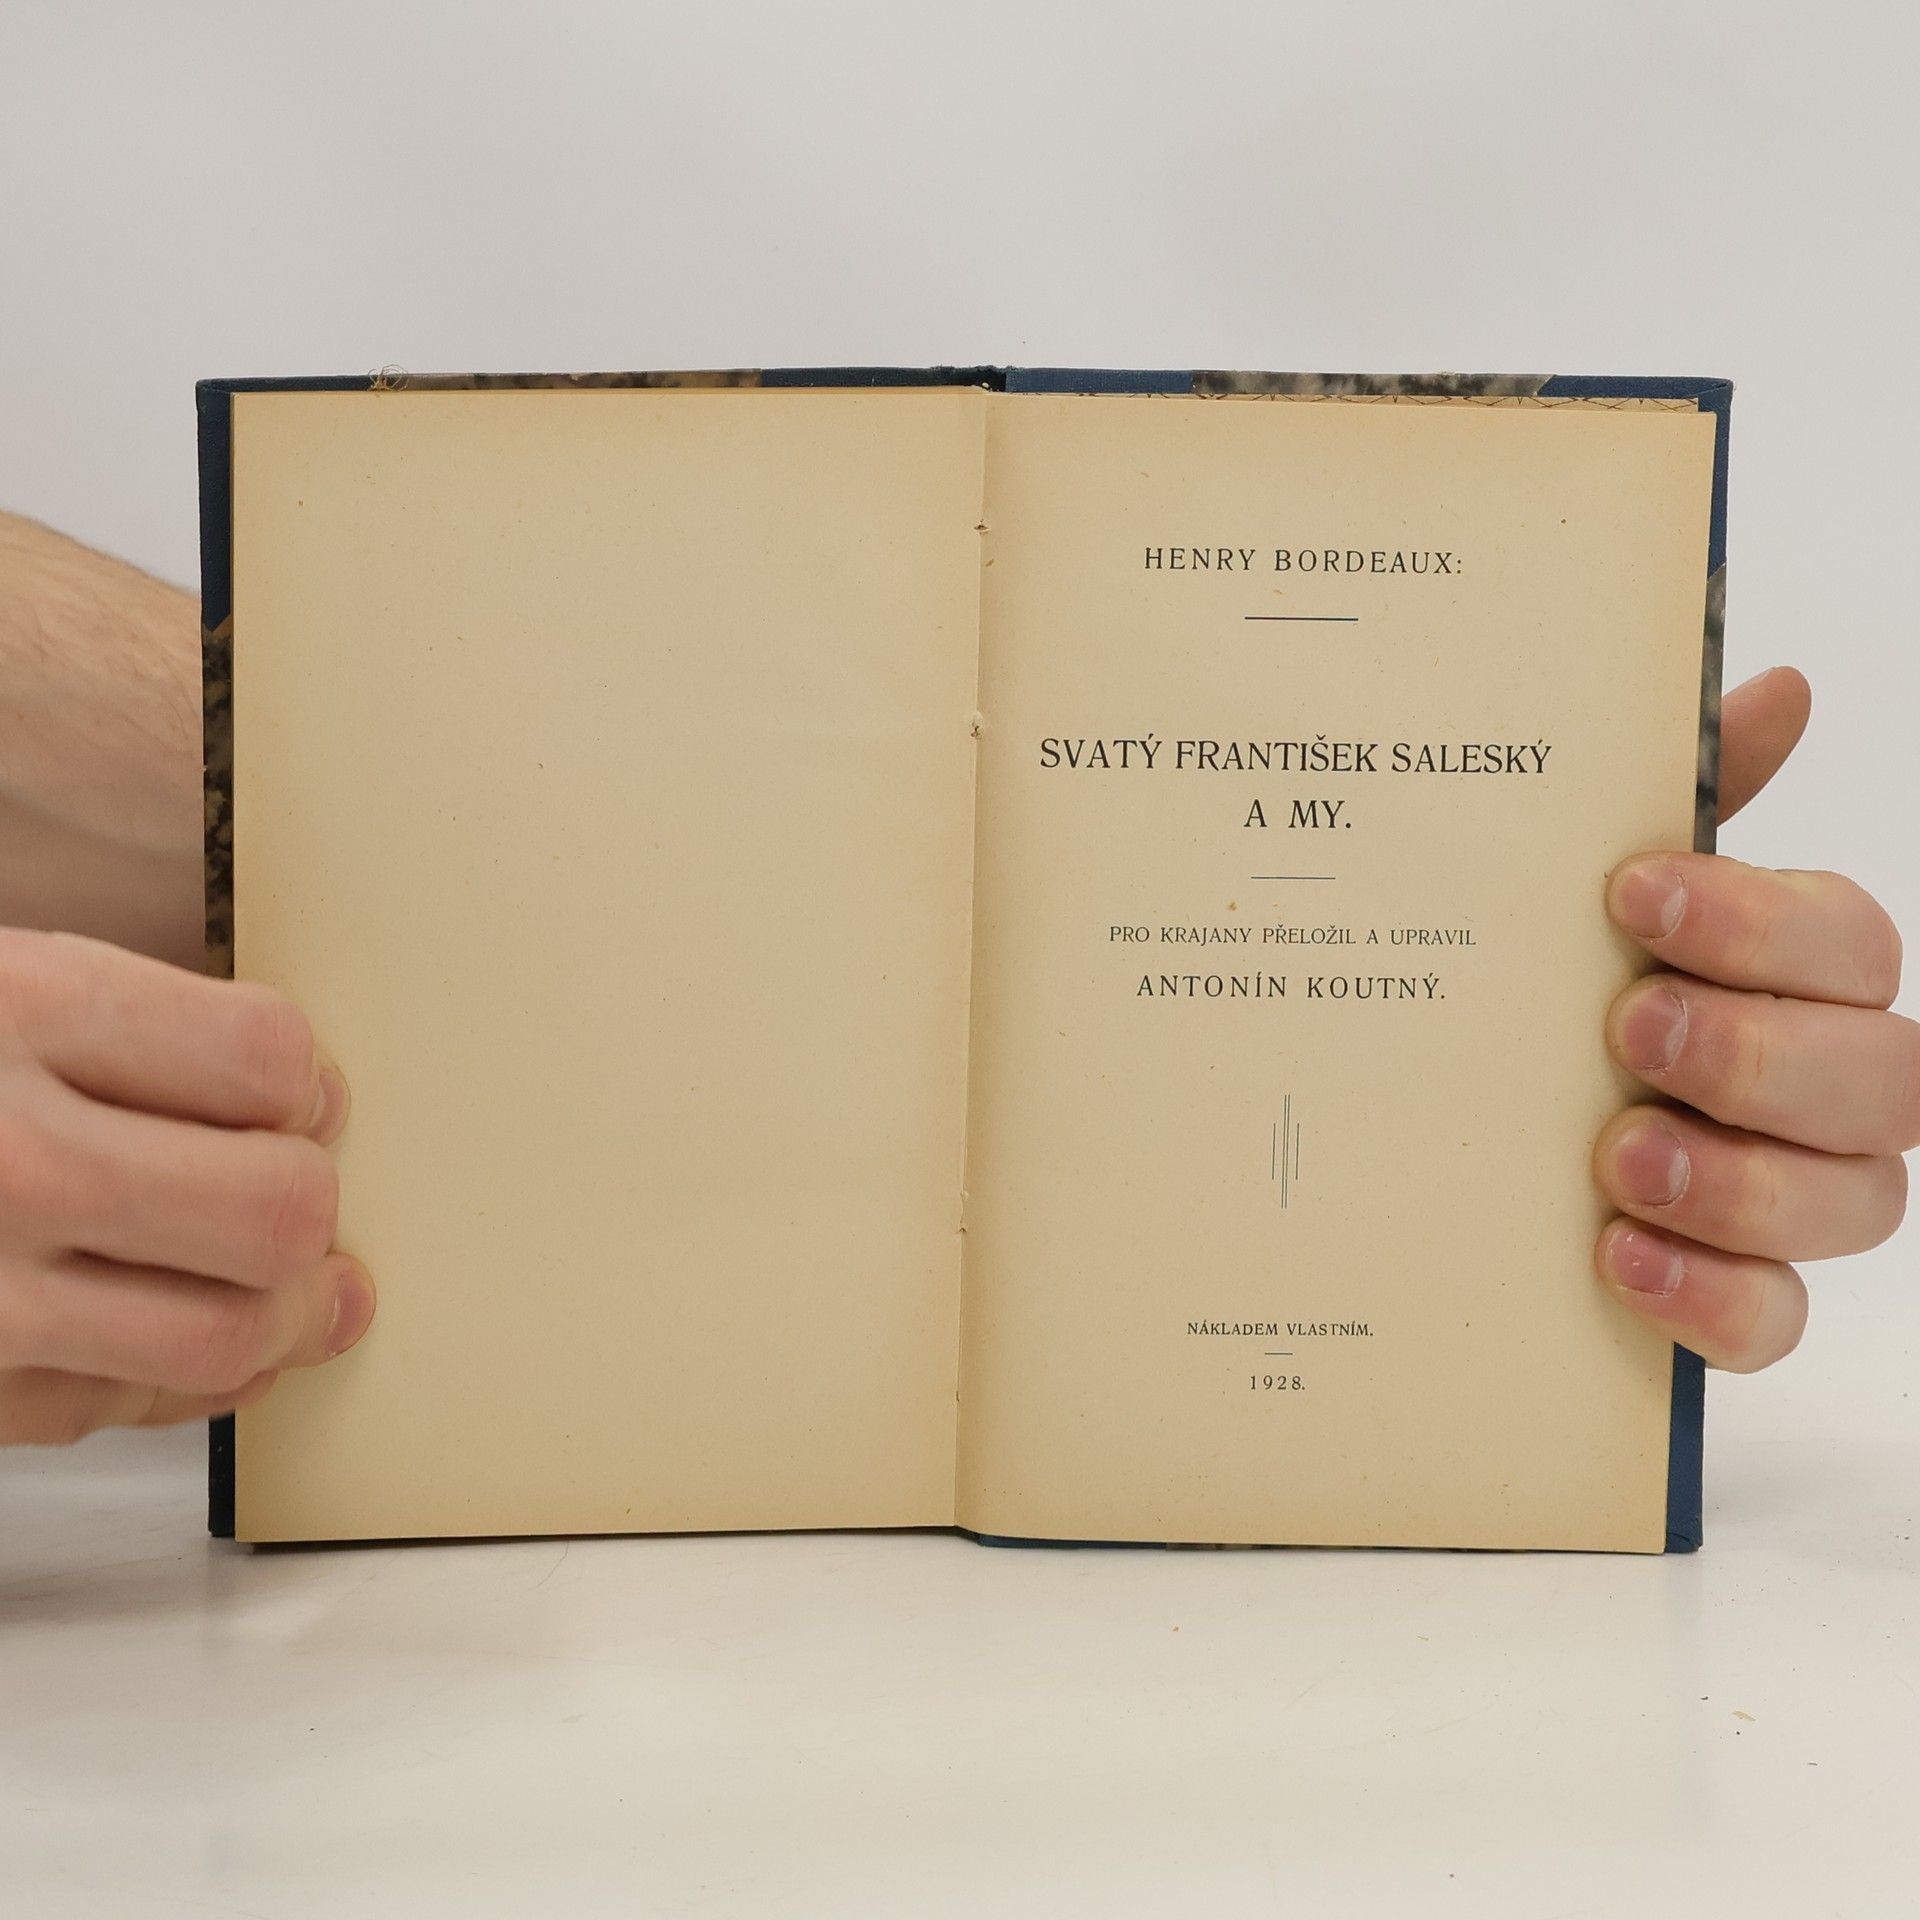 HENRY BORDEAUX:
SVATÝ FRANTIŠEK SALESKÝ
A MY.
PRO KRAJANY PŘELOŽIL A UPRAVIL
ANTONÍN KOUTNÝ.
NÁKLADEM VLASTNÍM.
1928.